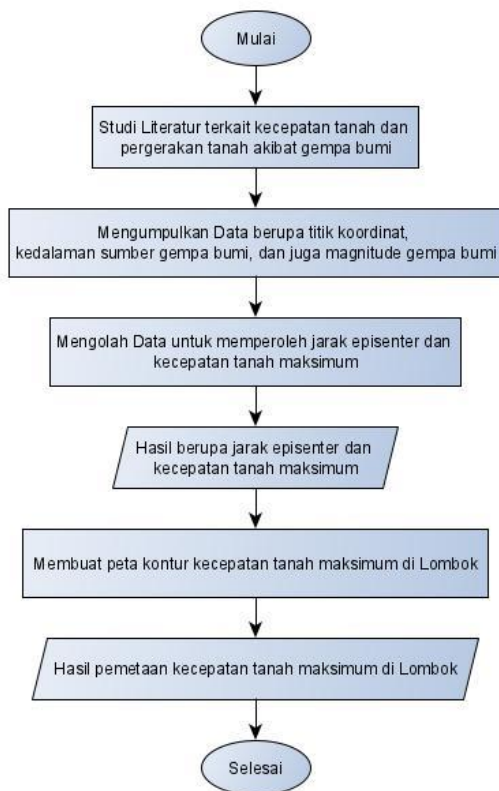 Mulai
Studi Literatur terkait kecepatan tanah dan
pergerakan tanah akibat gempa bumi
Mengumpulkan Data berupa titik koordinat,
kedalaman sumber gempa bumi, dan juga magnitude gempa bumi
Mengolah Data untuk memperoleh jarak episenter dan
kecepatan tanah maksimum
Hasil berupa jarak episenter dan
kecepatan tanah maksimum
Membuat peta kontur kecepatan tanah maksimum di Lombok
Hasil pemetaan kecepatan tanah maksimum di Lombok
Selesai